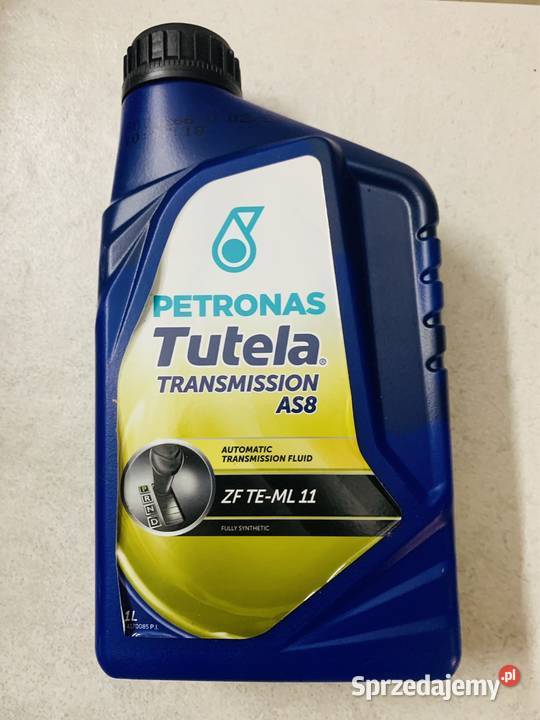 PETRONAS
Tutela®
TRANSMISSION
AS8
AUTOMATIC
TRANSMISSION FLUID
ZF TE-ML 11
FULLY SYNTHETIC
P
R
N
D
1L
Sprzedajemy.pl